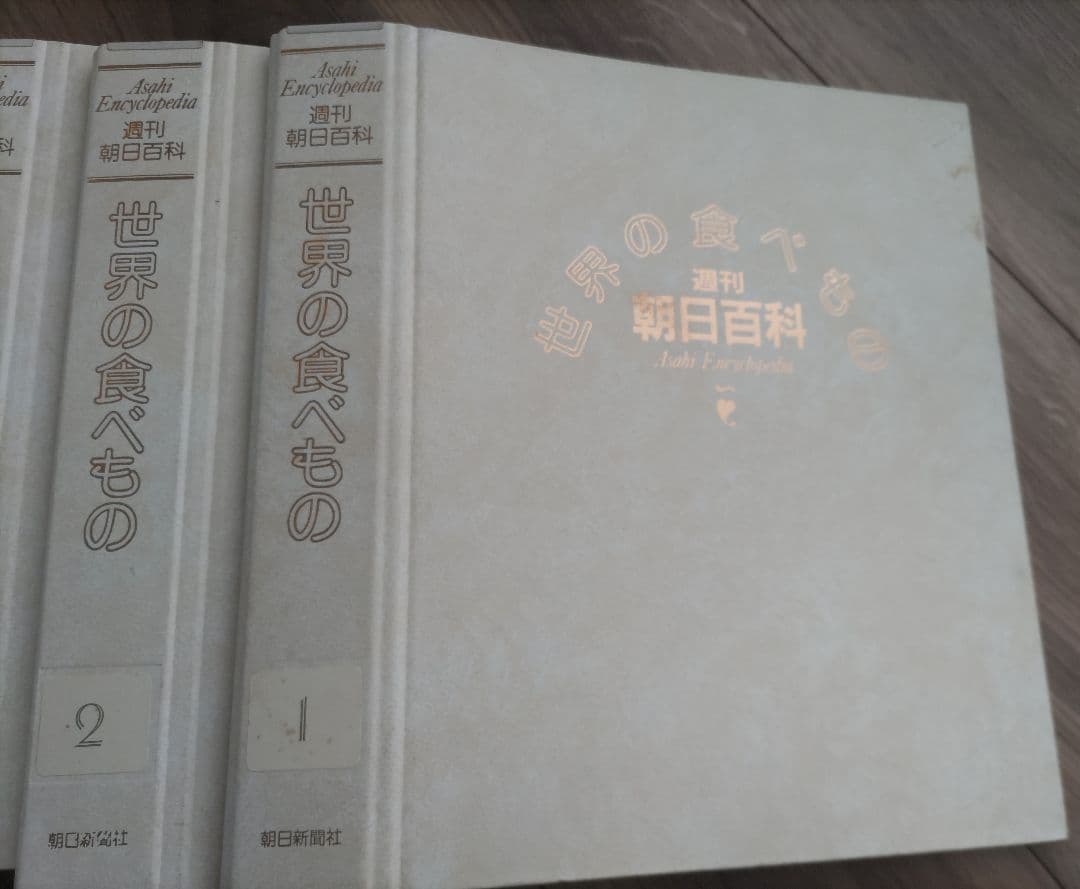 edia
科
Asahi
Encyclopedia
週刊
朝日百科
世界の食べもの
2
朝日新聞社
Asahi
Encyclopedia
週刊
朝日百科
世界の食べもの
1
朝日新聞社
世界の食べもの
週刊
朝日百科
Asahi Encyclopedia